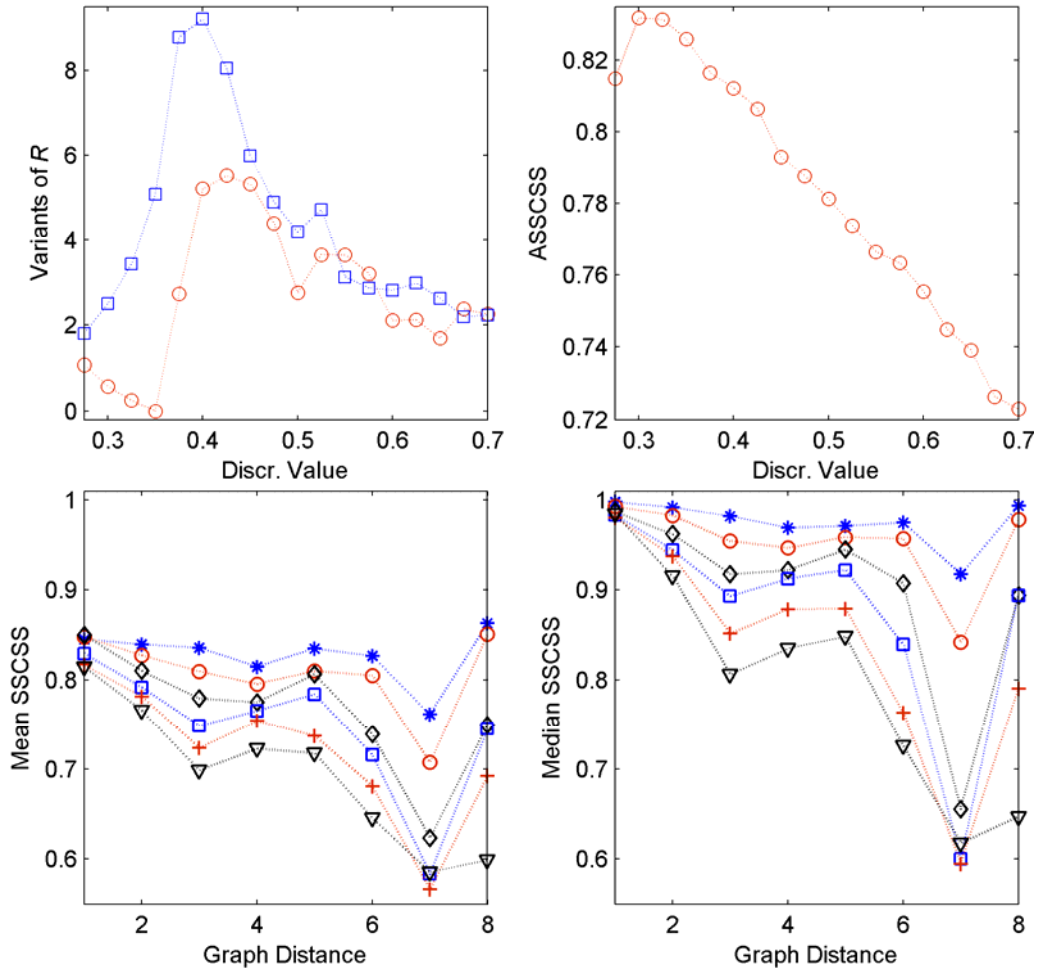 Variants of R
8
6
4
2
0
0.3 0.4 0.5 0.6 0.7
Discr. Value
ASSCSS
0.82
0.8
0.78
0.76
0.74
0.72
0.3 0.4 0.5 0.6 0.7
Discr. Value
Mean SSCSS
1
0.9
0.8
0.7
0.6
2 4 6 8
Graph Distance
Median SSCSS
1
0.9
0.8
0.7
0.6
2 4 6 8
Graph Distance